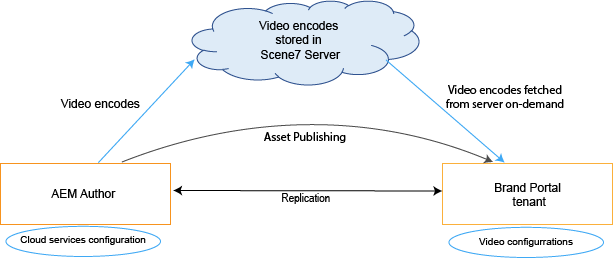 Video encodes
stored in
Scene7 Server
Video encodes
Video encodes fetched
from server on-demand
Asset Publishing
AEM Author
Replication
Brand Portal
tenant
Cloud services configuration
Video configurrations